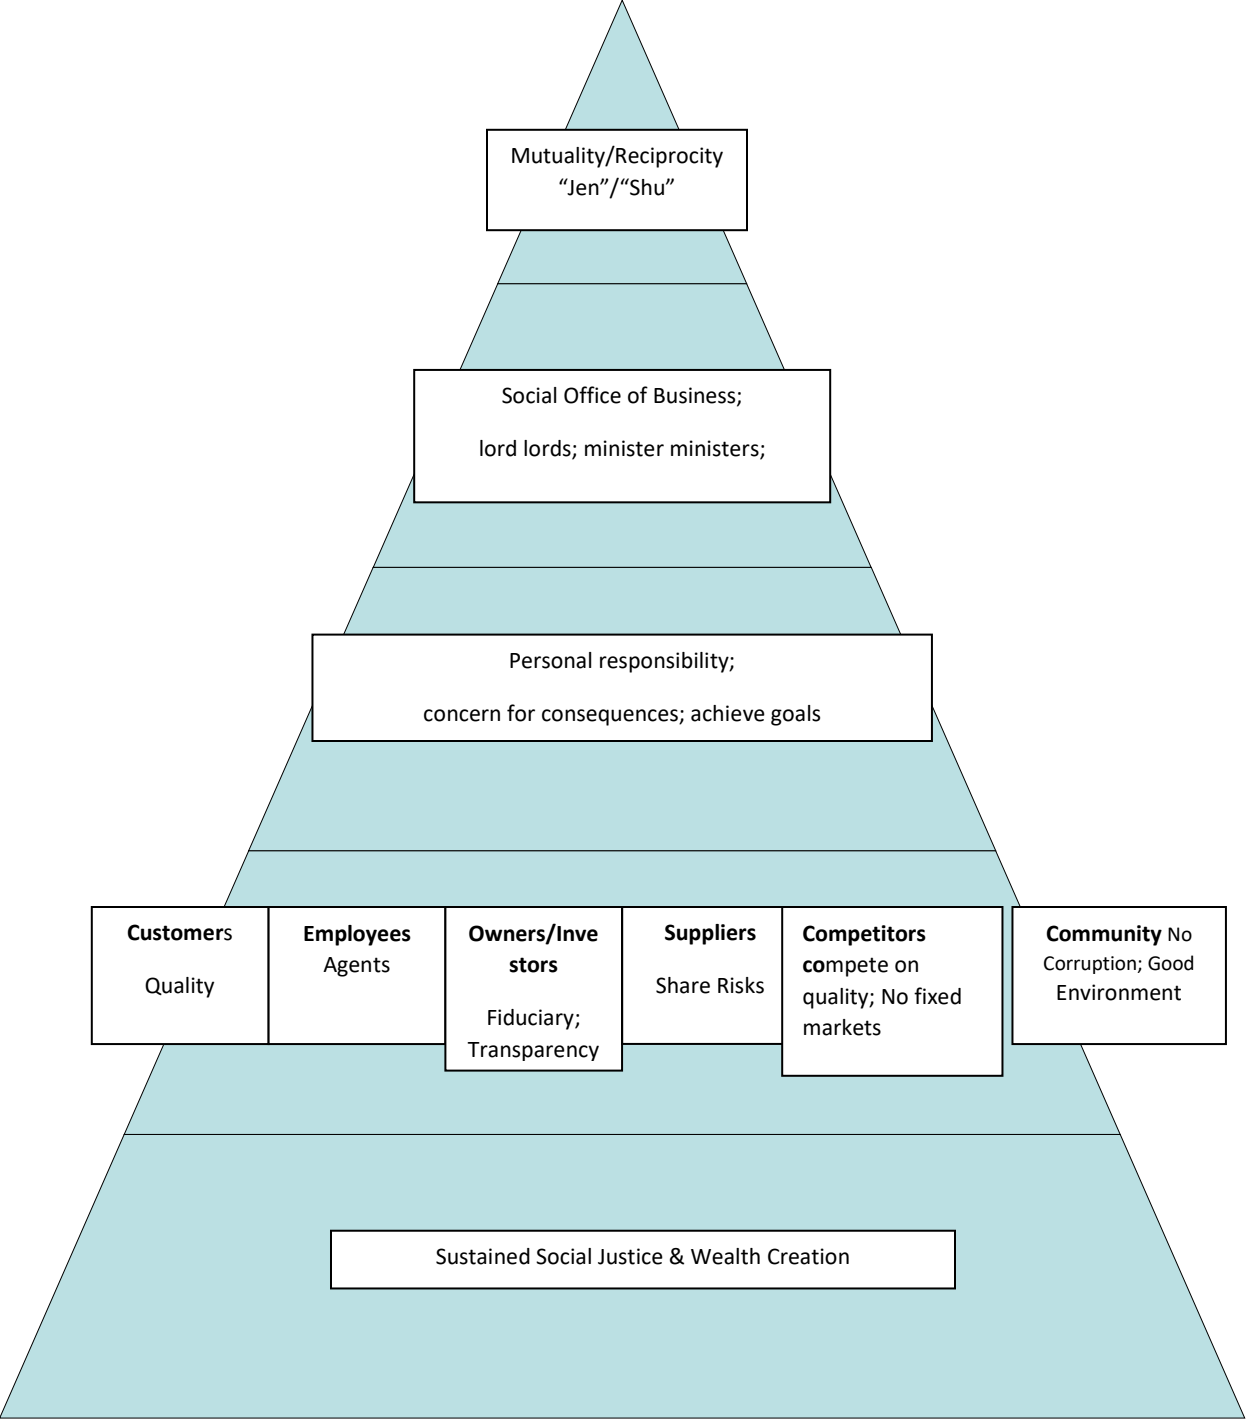 Mutuality/Reciprocity
“Jen”/“Shu”
Social Office of Business;
lord lords; minister ministers;
Personal responsibility;
concern for consequences; achieve goals
Customers
Quality
Employees
Agents
Owners/Inve
stors
Fiduciary;
Transparency
Suppliers
Share Risks
Competitors
compete on
quality; No fixed
markets
Community No
Corruption; Good
Environment
Sustained Social Justice & Wealth Creation